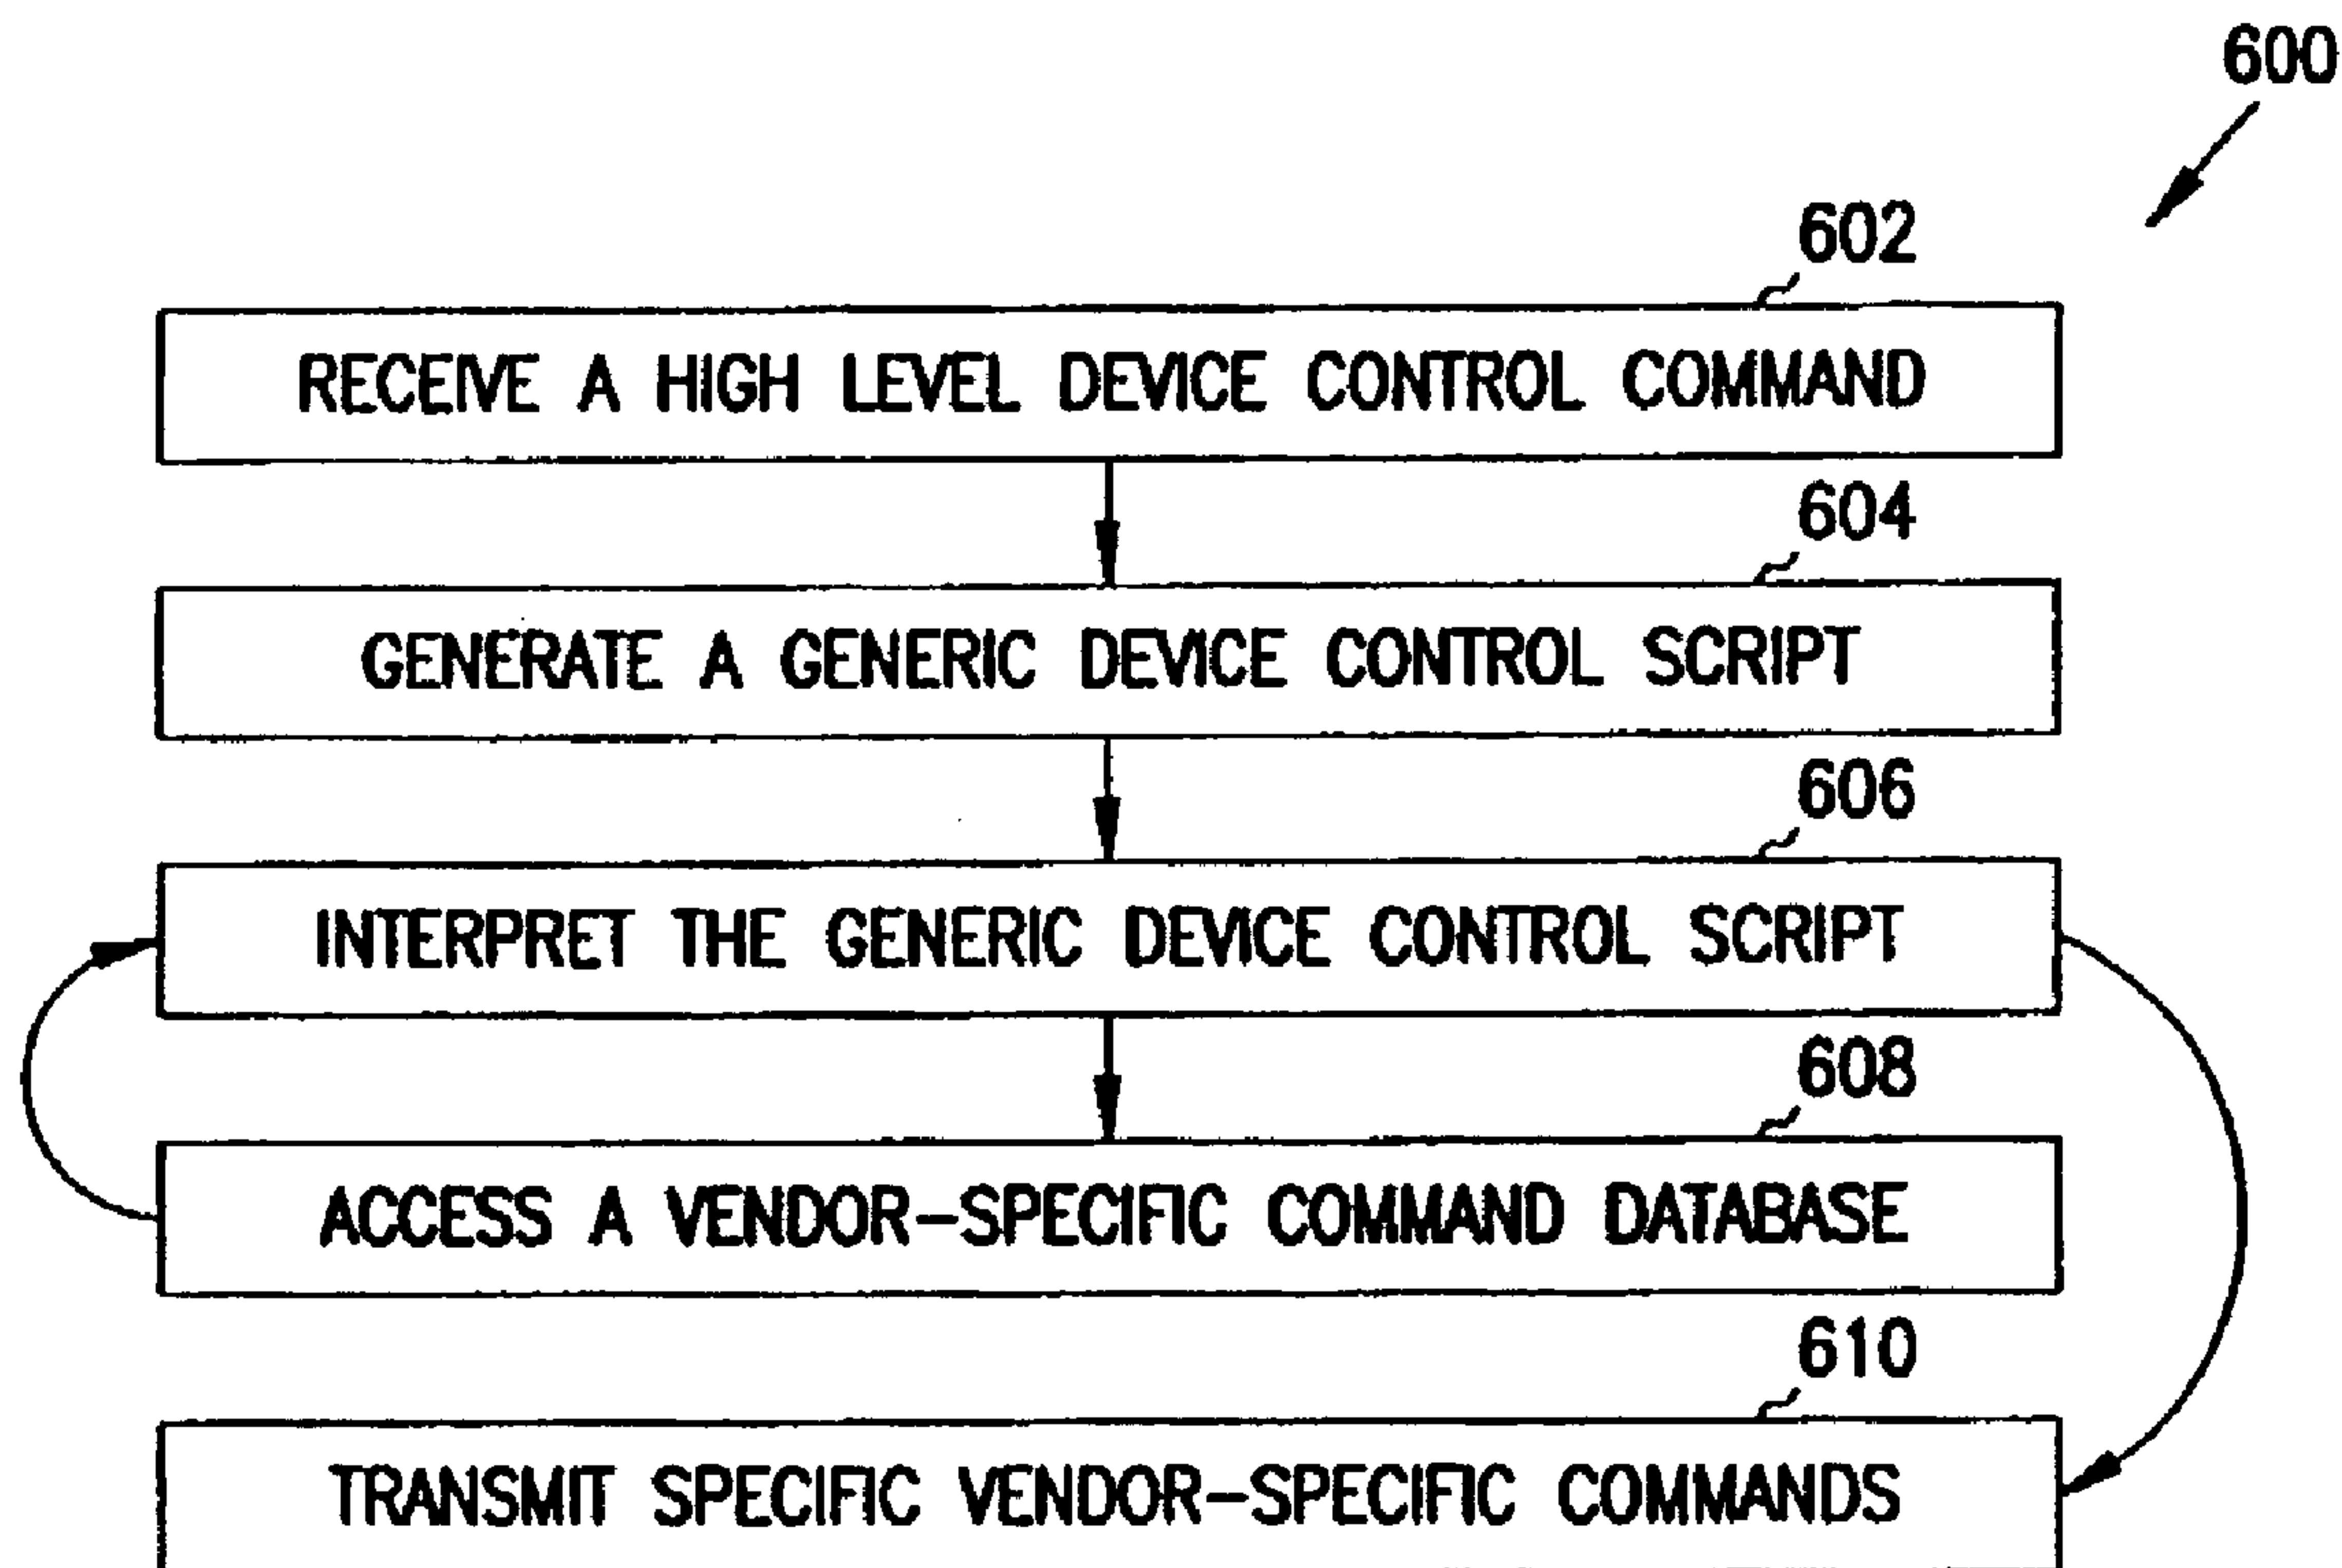 600
602
RECEIVE A HIGH LEVEL DEVICE CONTROL COMMAND
604
GENERATE A GENERIC DEVICE CONTROL SCRIPT
606
INTERPRET THE GENERIC DEVICE CONTROL SCRIPT
608
ACCESS A VENDOR-SPECIFIC COMMAND DATABASE
610
TRANSMIT SPECIFIC VENDOR-SPECIFIC COMMANDS